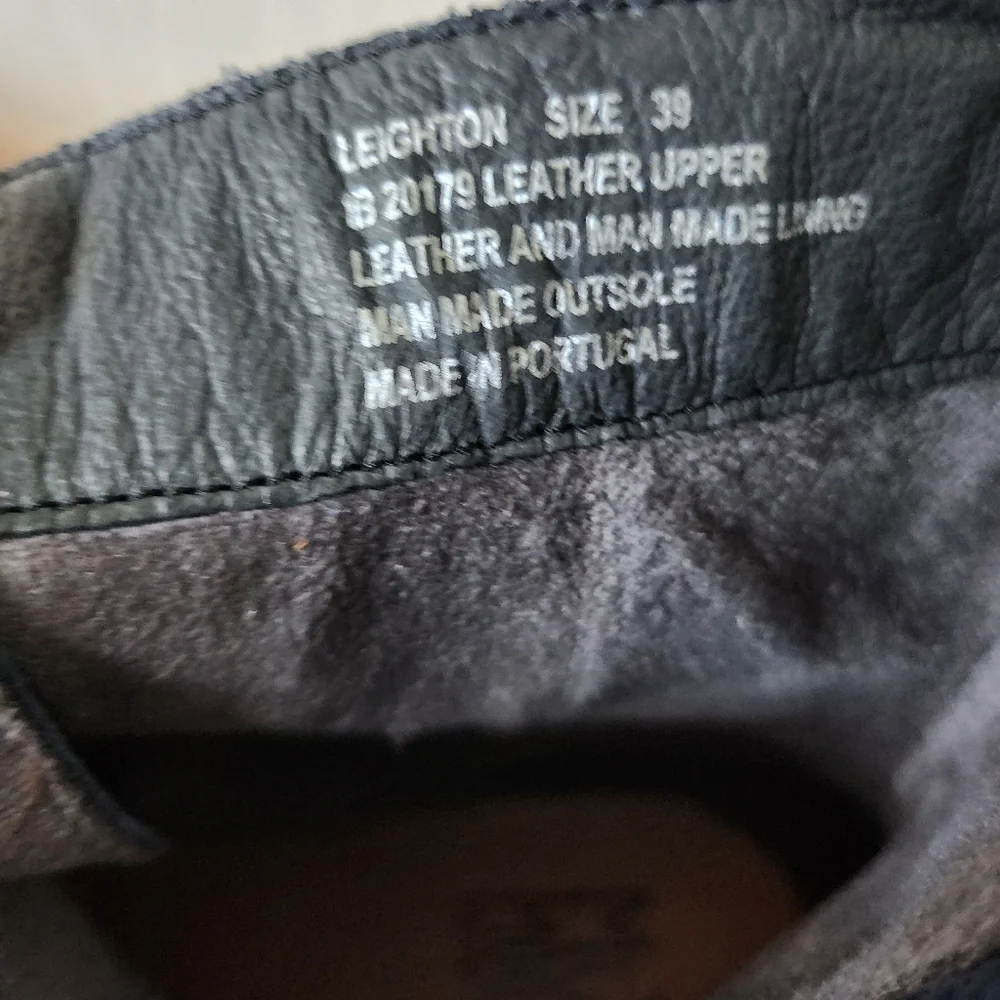 LEIGHTON SIZE 39
20179 LEATHER UPPER
LEATHER AND MAN MADE LINING
MAN MADE OUTSOLE
MADE IN PORTUGAL